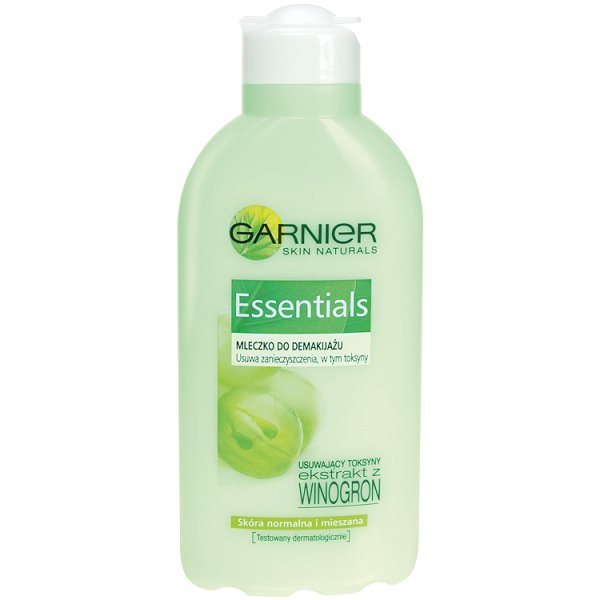 GARNIER
SKIN NATURALS
Essentials
MLECZKO DO DEMAKIJAŻU
Usuwa zanieczyszczenia, w tym toksyny
USUWAJĄCY TOKSYNY
ekstrakt z
WINOGRON
Skóra normalna i mieszana
[Testowany dermatologicznie]